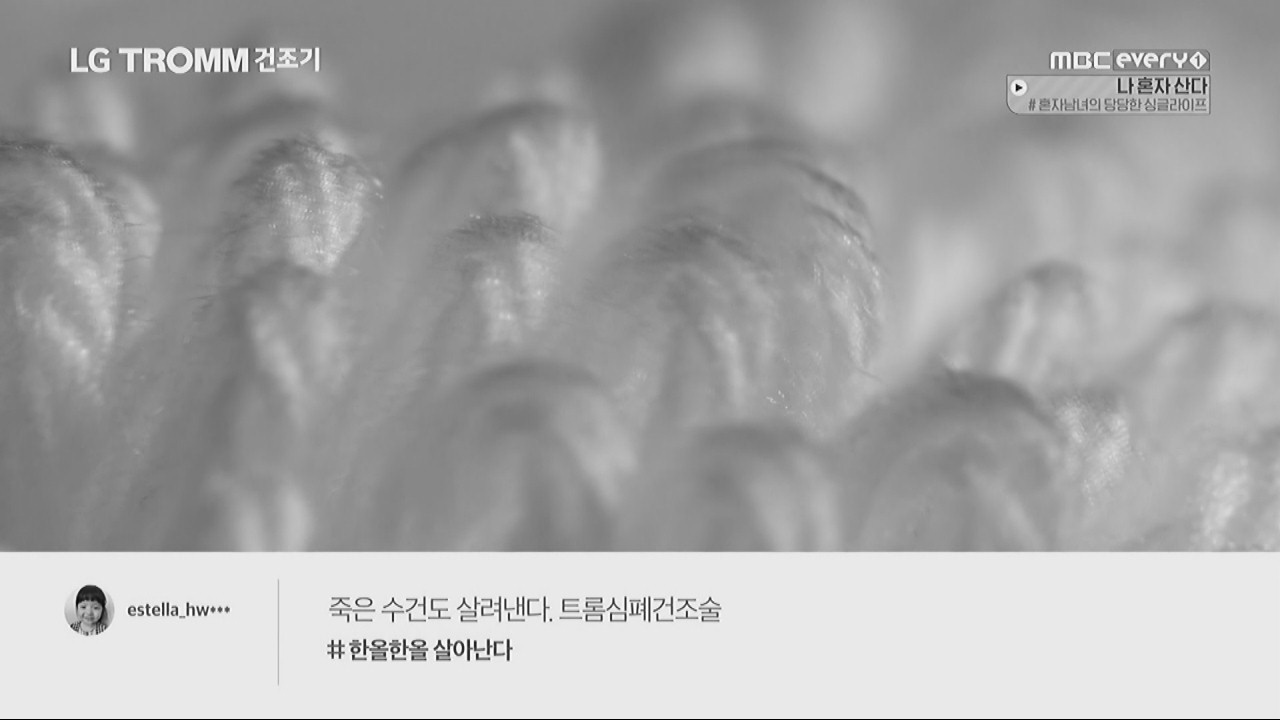 LG TROMM 건조기
MBC every1
나 혼자 산다
# 혼자남녀의 당당한 싱글라이프
estella_hw***
죽은 수건도 살려낸다. 트롬심폐건조술
#한올한올 살아난다